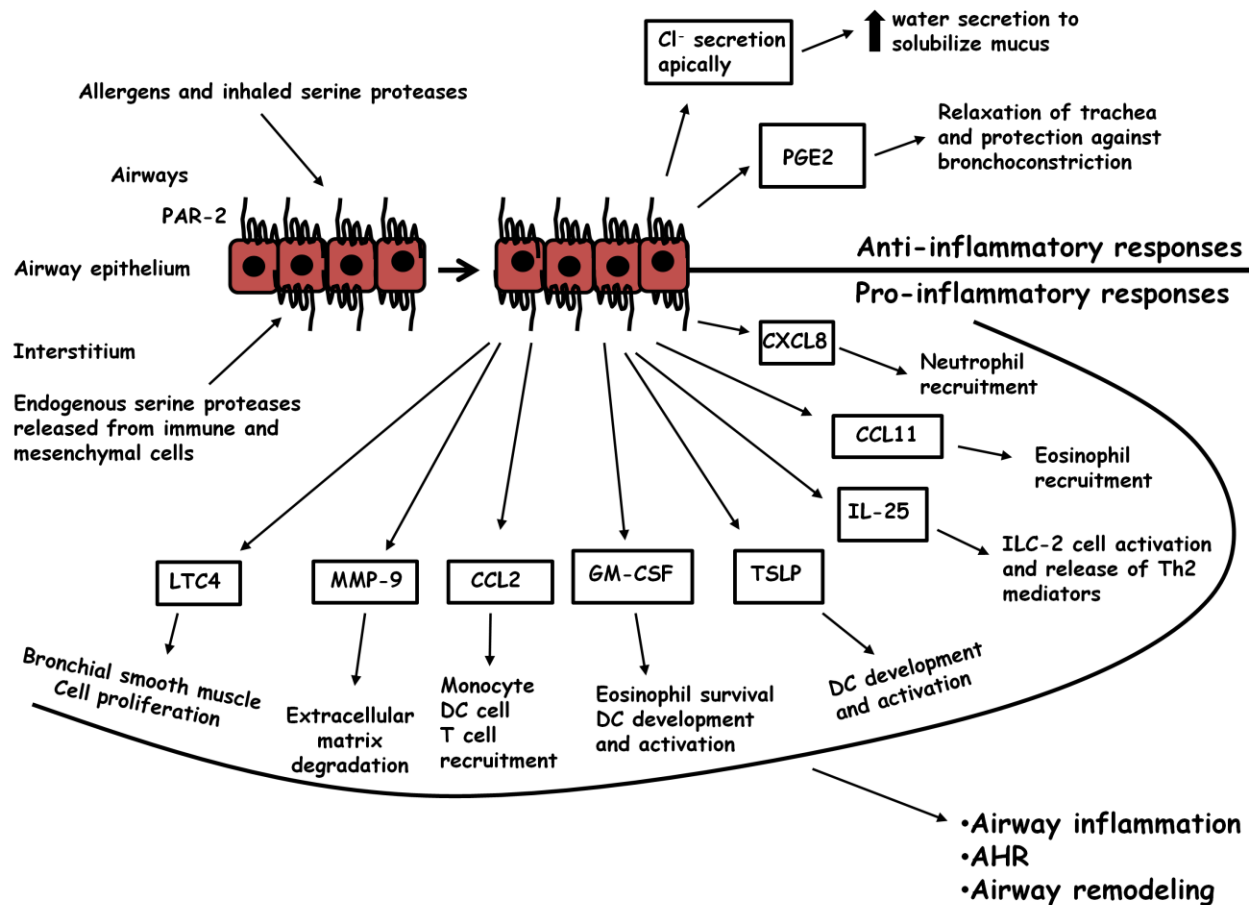 Cl⁻ secretion
apically
water secretion to
solubilize mucus
Allergens and inhaled serine proteases
PGE2
Relaxation of trachea
and protection against
bronchoconstriction
Airways
PAR-2
Airway epithelium
Anti-inflammatory responses
Pro-inflammatory responses
Interstitium
Endogenous serine proteases
released from immune and
mesenchymal cells
CXCL8
Neutrophil
recruitment
CCL11
Eosinophil
recruitment
IL-25
ILC-2 cell activation
and release of Th2
mediators
LTC4
MMP-9
CCL2
GM-CSF
TSLP
Bronchial smooth muscle
Cell proliferation
Extracellular
matrix
degradation
Monocyte
DC cell
T cell
recruitment
Eosinophil survival
DC development
and activation
DC development
and activation
•Airway inflammation
•AHR
•Airway remodeling